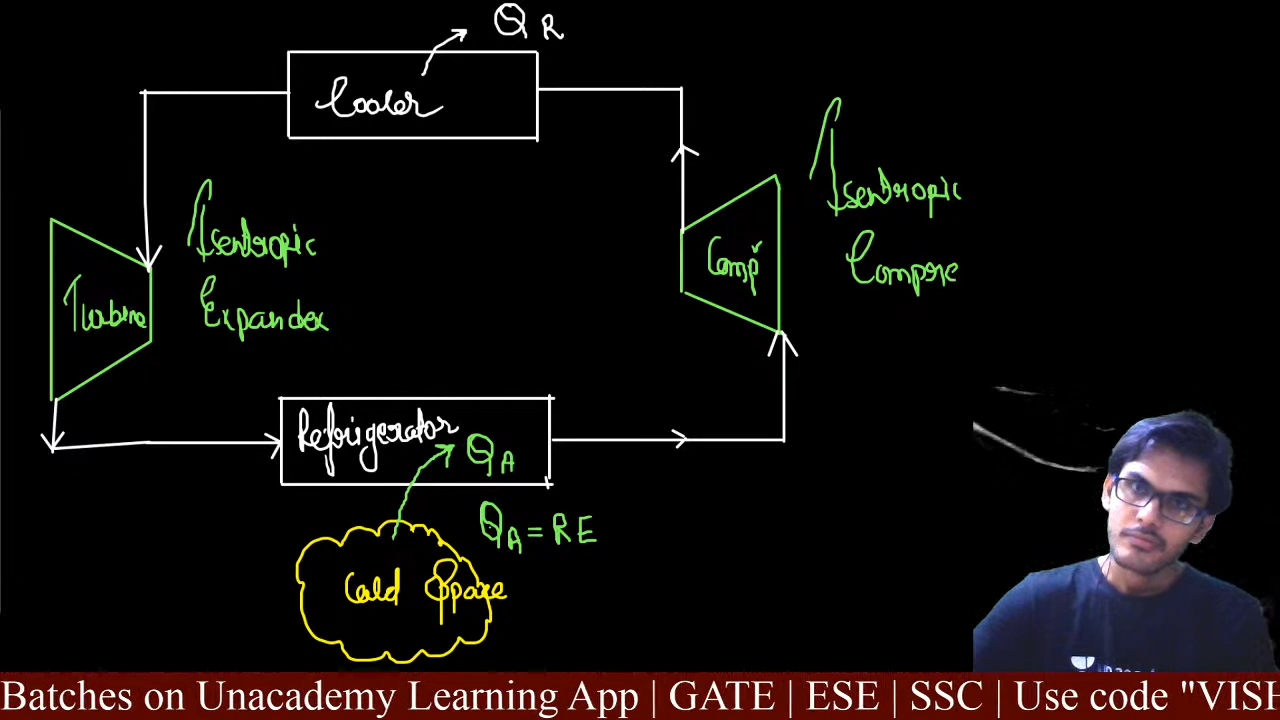 Q R
Cooler
Isentropic
Compore
Comp^r
Isentropic
Expander
Turbine
Refrigerator
Q A
Q A = R E
Cold Space
Batches on Unacademy Learning App | GATE | ESE | SSC | Use code "VISH